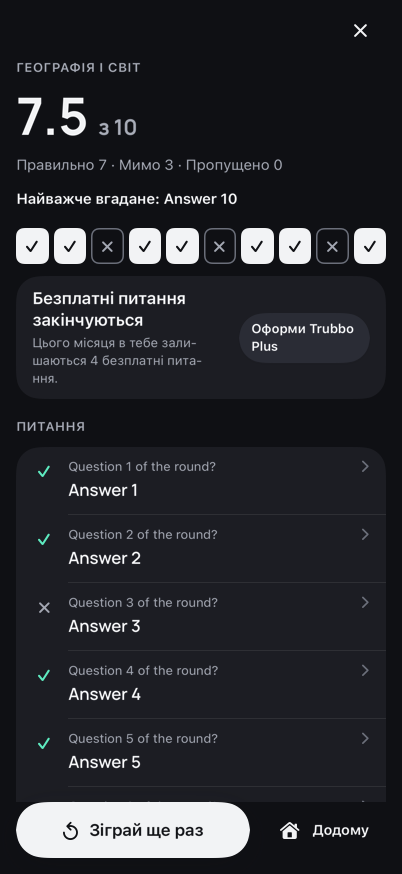 ГЕОГРАФІЯ І СВІТ
7.5 з 10
Правильно 7 · Мимо 3 · Пропущено 0
Найважче вгадане: Answer 10
Безплатні питання
закінчуються
Цього місяця в тебе зали-
шаються 4 безплатні пита-
ння.
Оформи Trubbo
Plus
ПИТАННЯ
Question 1 of the round?
Answer 1
Question 2 of the round?
Answer 2
Question 3 of the round?
Answer 3
Question 4 of the round?
Answer 4
Question 5 of the round?
Answer 5
Зіграй ще раз
Додому